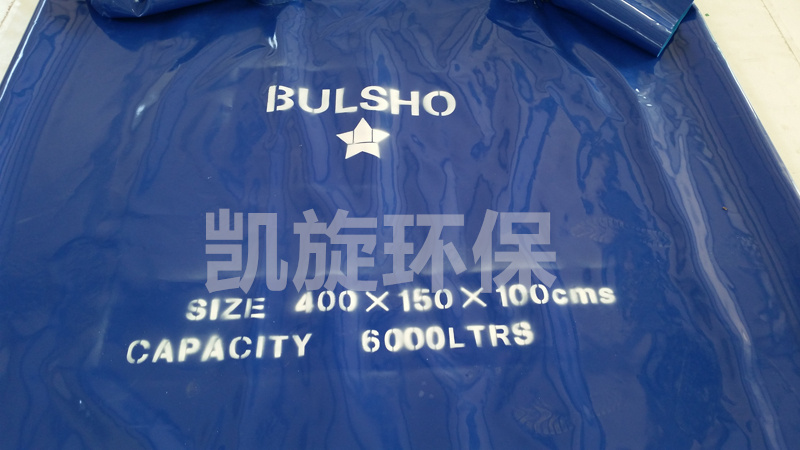 BULSHO
凯旋环保
SIZE 400×150×100cms
CAPACITY 6000LTRS